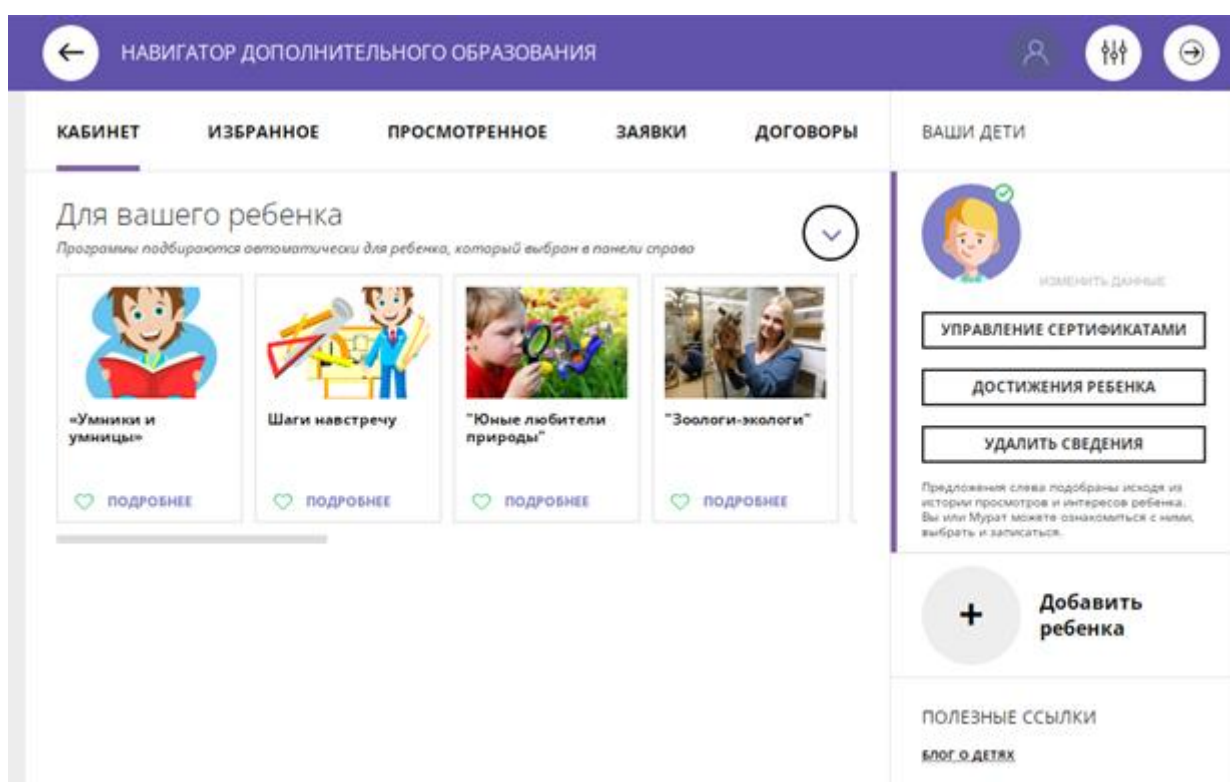 НАВИГАТОР ДОПОЛНИТЕЛЬНОГО ОБРАЗОВАНИЯ
КАБИНЕТ ИЗБРАННОЕ ПРОСМОТРЕННОЕ ЗАЯВКИ ДОГОВОРЫ
Для вашего ребенка
Программы подбираются автоматически для ребенка, который выбран в панели справа
«Умники и
умницы»
ПОДРОБНЕЕ
Шаги навстречу
ПОДРОБНЕЕ
"Юные любители
природы"
ПОДРОБНЕЕ
"Зоологи-экологи"
ПОДРОБНЕЕ
ВАШИ ДЕТИ
ИЗМЕНИТЬ ДАННЫЕ
УПРАВЛЕНИЕ СЕРТИФИКАТАМИ
ДОСТИЖЕНИЯ РЕБЕНКА
УДАЛИТЬ СВЕДЕНИЯ
Предложения слева подобраны исходя из
истории просмотров и интересов ребенка.
Вы или Мурат можете ознакомиться с ними,
выбрать и записаться.
Добавить
ребенка
ПОЛЕЗНЫЕ ССЫЛКИ
БЛОГ О ДЕТЯХ